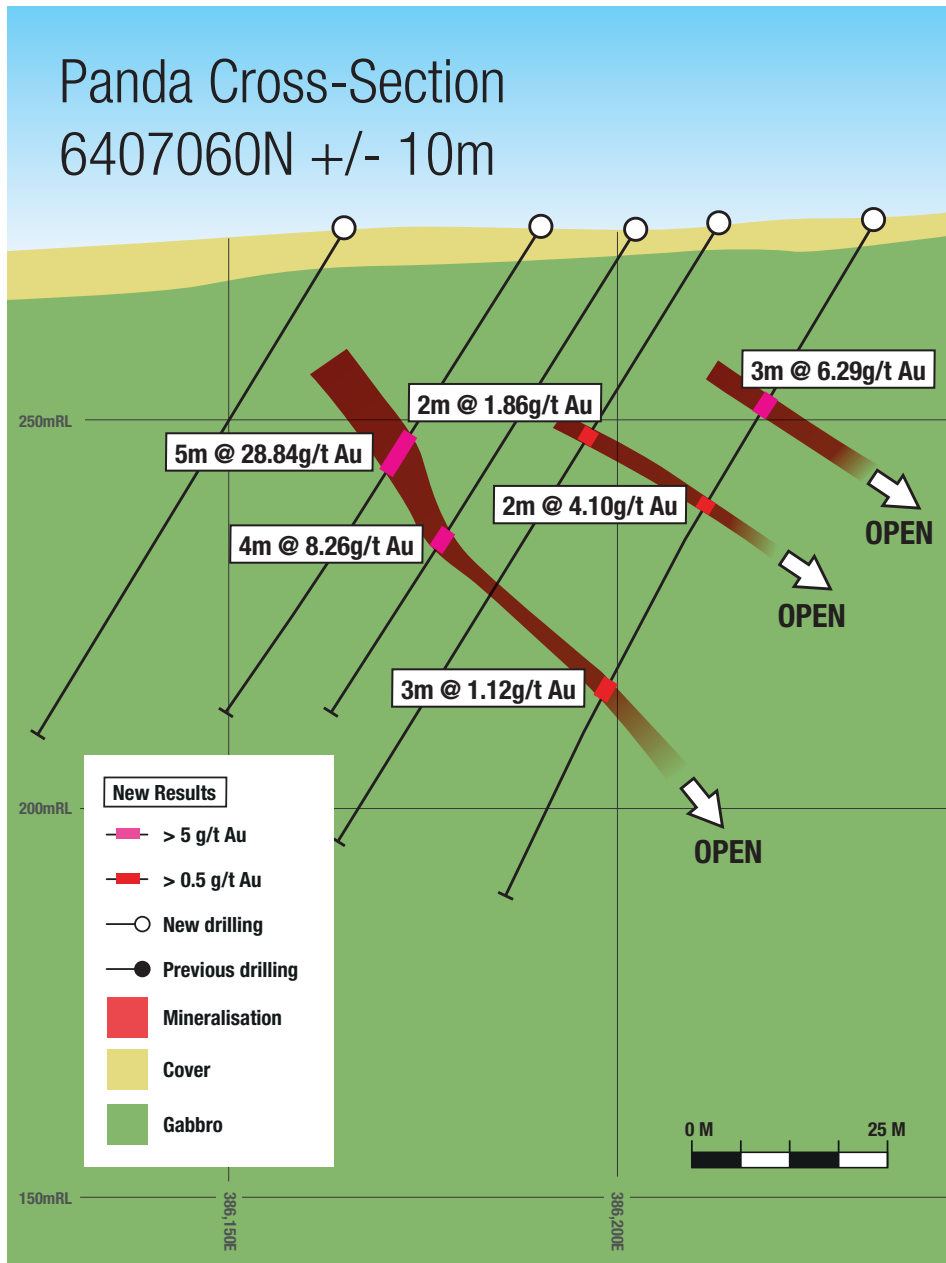 Panda Cross-Section
6407060N +/- 10m
3m @ 6.29g/t Au
2m @ 1.86g/t Au
250mRL
5m @ 28.84g/t Au
2m @ 4.10g/t Au
OPEN
4m @ 8.26g/t Au
OPEN
3m @ 1.12g/t Au
New Results
200mRL
> 5 g/t Au
OPEN
> 0.5 g/t Au
New drilling
Previous drilling
Mineralisation
Cover
Gabbro
0 M
25 M
150mRL
386,150E
386,200E